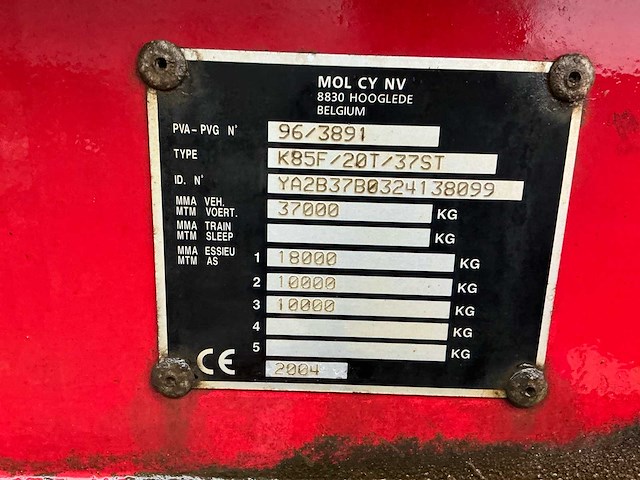 MOL CY NV
8830 HOOGLEDE
BELGIUM
PVA-PVG N° 96/3891
TYPE K85F/20T/37ST
ID. N° YA2B37B0324138099
MMA VEH.
MTM VOERT. 37000 KG
MMA TRAIN
MTM SLEEP KG
MMA ESSIEU
MTM AS 1 18000 KG
2 10000 KG
3 10000 KG
4 KG
5 KG
CE 2004